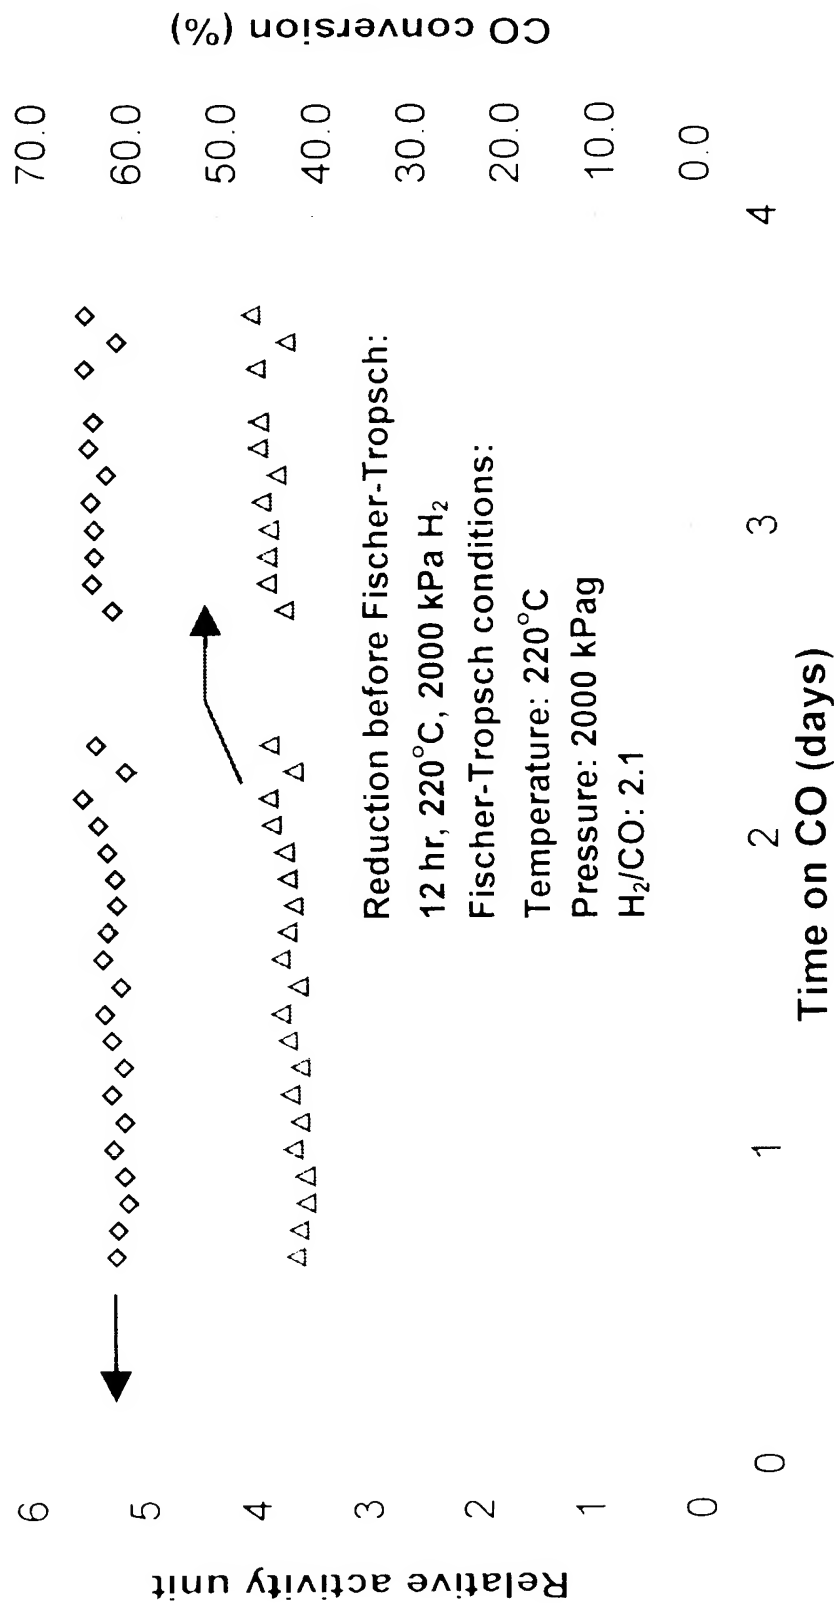 Relative activity unit
6
5
4
3
2
1
0
CO conversion (%)
70.0
60.0
50.0
40.0
30.0
20.0
10.0
0.0
Reduction before Fischer-Tropsch:
12 hr, 220°C, 2000 kPa H₂
Fischer-Tropsch conditions:
Temperature: 220°C
Pressure: 2000 kPag
H₂/CO: 2.1
0 1 2 3 4
Time on CO (days)